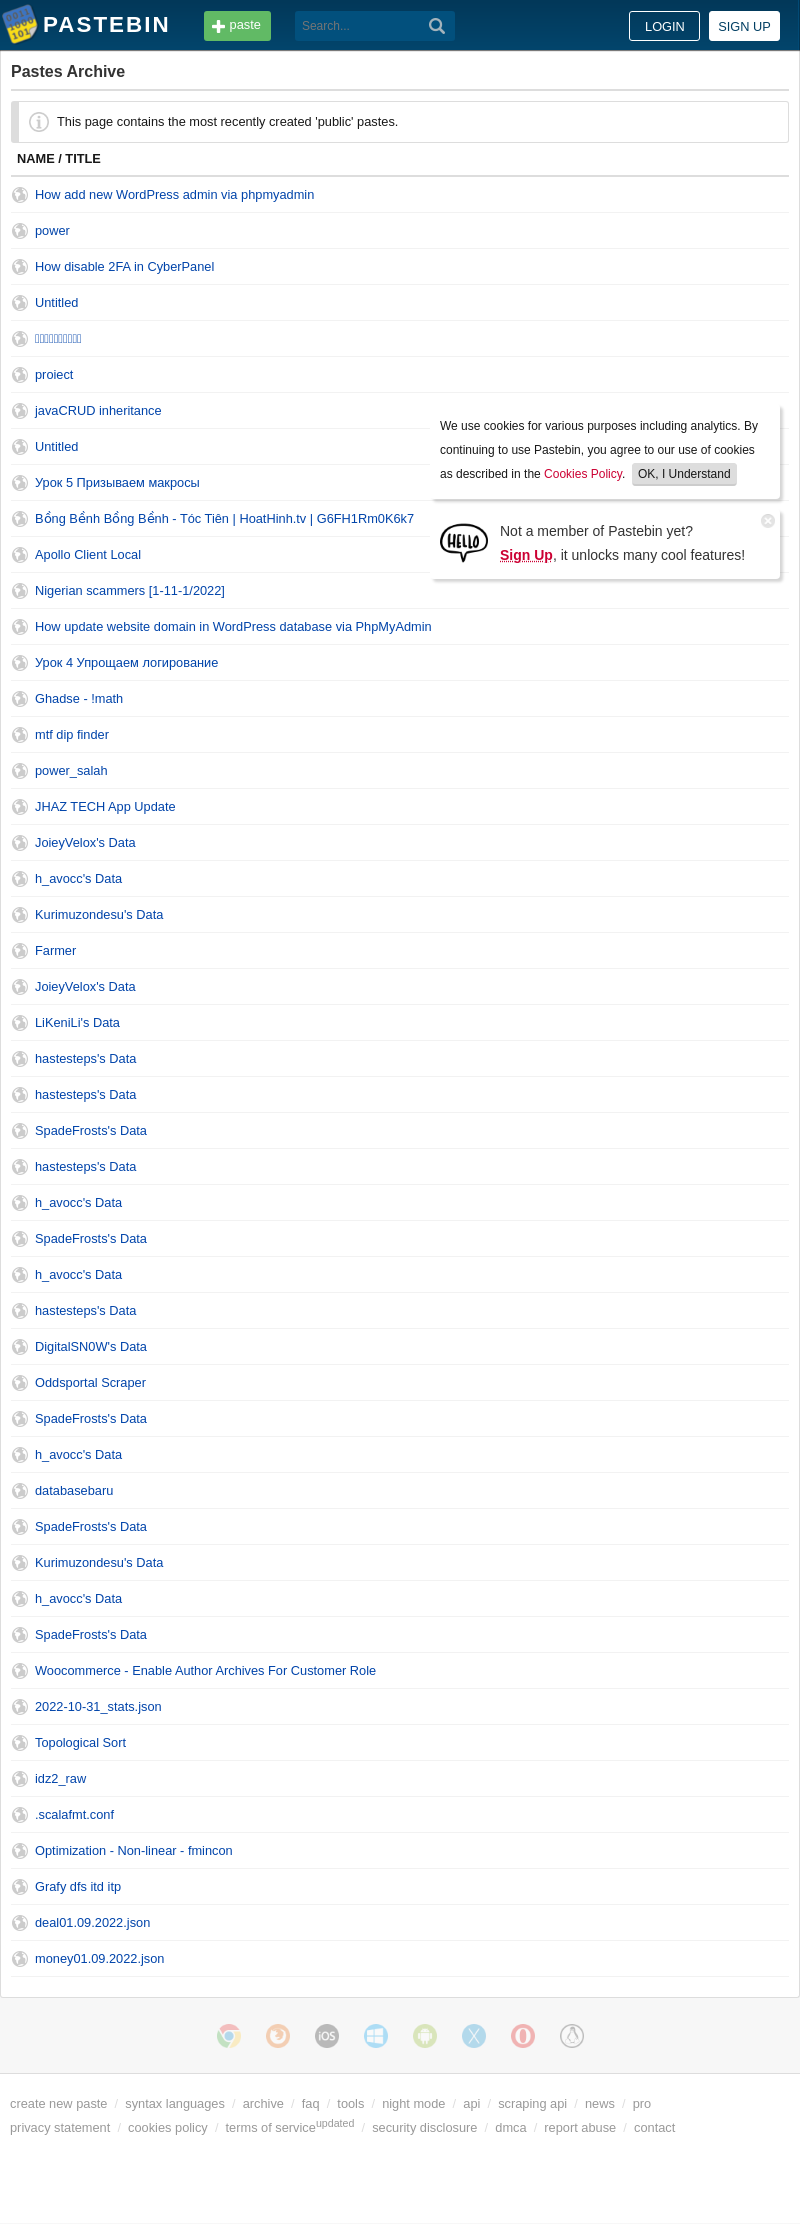 PASTEBIN
paste
Search...
LOGIN
SIGN UP
Pastes Archive
This page contains the most recently created 'public' pastes.
NAME / TITLE
How add new WordPress admin via phpmyadmin
power
How disable 2FA in CyberPanel
Untitled
proiect
javaCRUD inheritance
Untitled
Урок 5 Призываем макросы
Bồng Bềnh Bồng Bềnh - Tóc Tiên | HoatHinh.tv | G6FH1Rm0K6k7
Apollo Client Local
Nigerian scammers [1-11-1/2022]
We use cookies for various purposes including analytics. By
continuing to use Pastebin, you agree to our use of cookies
as described in the Cookies Policy. OK, I Understand
HELLO
Not a member of Pastebin yet?
Sign Up, it unlocks many cool features!
How update website domain in WordPress database via PhpMyAdmin
Урок 4 Упрощаем логирование
Ghadse - !math
mtf dip finder
power_salah
JHAZ TECH App Update
JoieyVelox's Data
h_avocc's Data
Kurimuzondesu's Data
Farmer
JoieyVelox's Data
LiKeniLi's Data
hastesteps's Data
hastesteps's Data
SpadeFrosts's Data
hastesteps's Data
h_avocc's Data
SpadeFrosts's Data
h_avocc's Data
hastesteps's Data
DigitalSN0W's Data
Oddsportal Scraper
SpadeFrosts's Data
h_avocc's Data
databasebaru
SpadeFrosts's Data
Kurimuzondesu's Data
h_avocc's Data
SpadeFrosts's Data
Woocommerce - Enable Author Archives For Customer Role
2022-10-31_stats.json
Topological Sort
idz2_raw
.scalafmt.conf
Optimization - Non-linear - fmincon
Grafy dfs itd itp
deal01.09.2022.json
money01.09.2022.json
iOS
create new paste / syntax languages / archive / faq / tools / night mode / api / scraping api / news / pro
privacy statement / cookies policy / terms of service updated / security disclosure / dmca / report abuse / contact